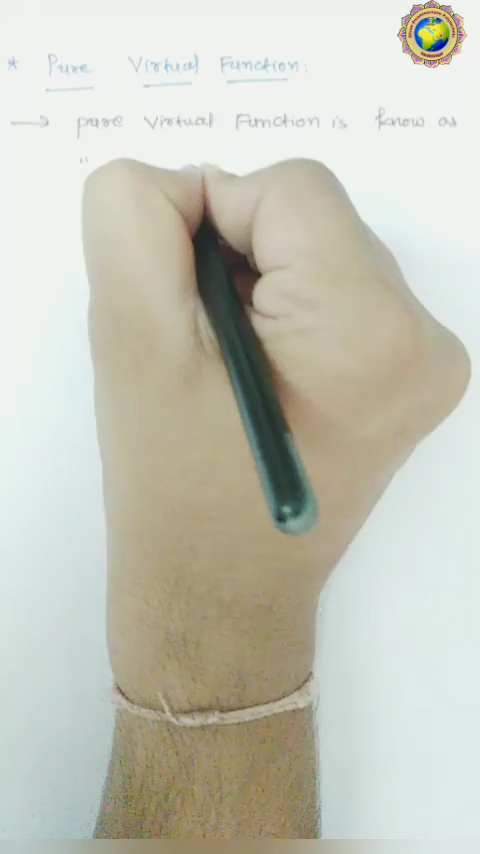 * Pure Virtual Function:
→ pure virtual Function is know as
"